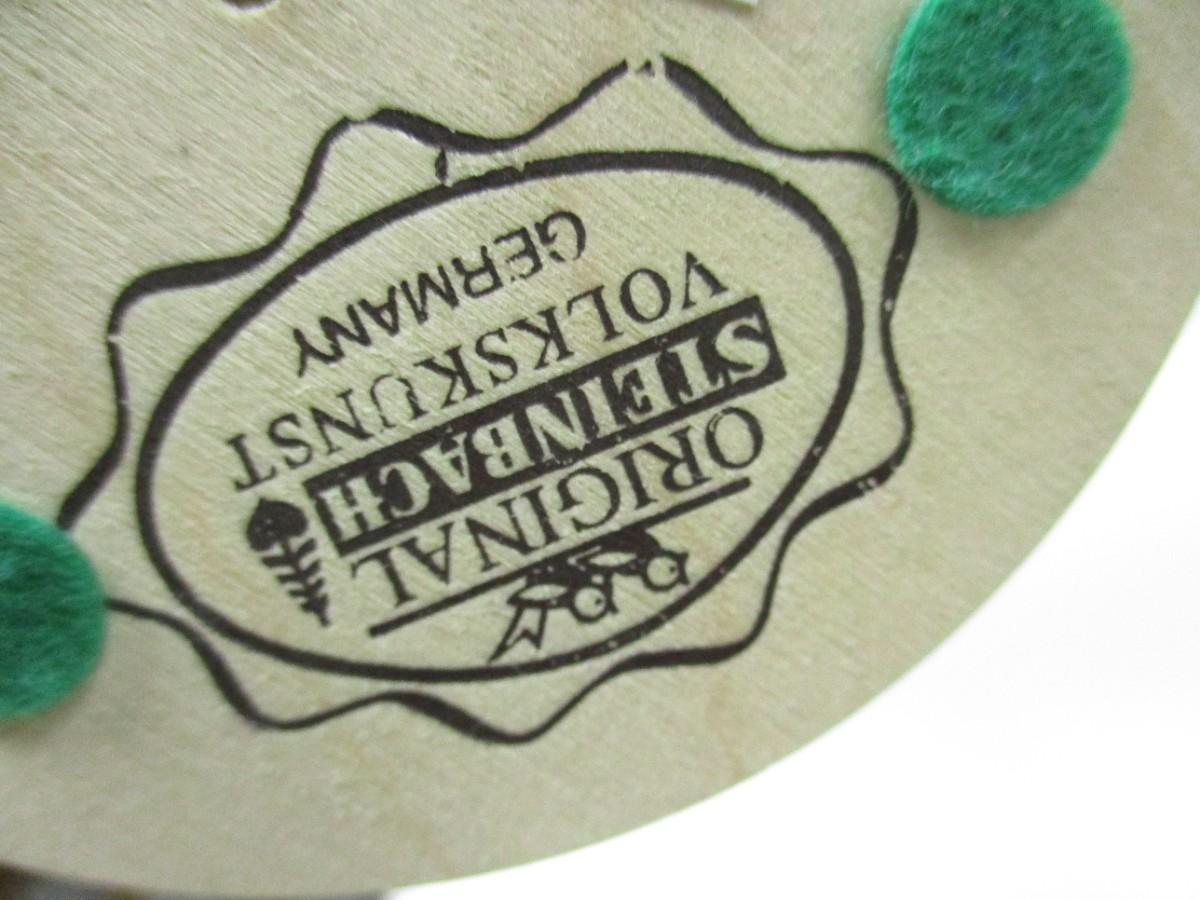 ORIGINAL
STEINBACH
VOLKSKUNST
GERMANY